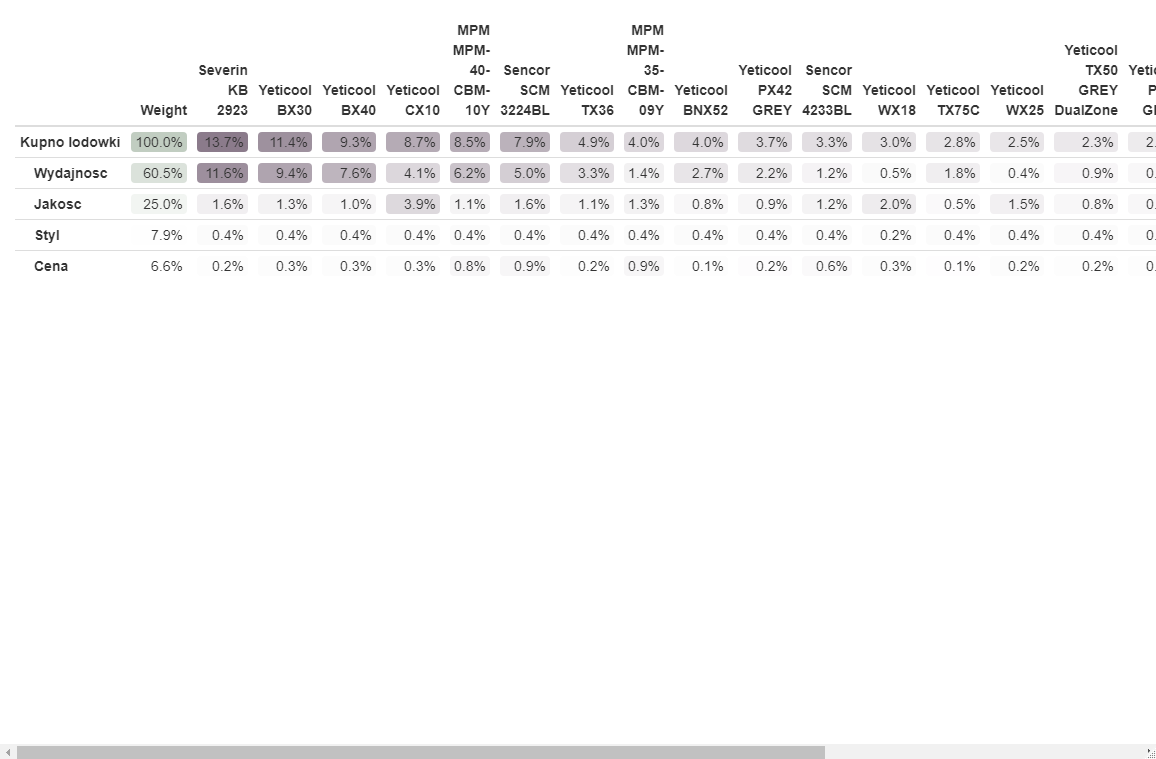 Weight Severin KB 2923 Yeticool BX30 Yeticool BX40 Yeticool CX10 MPM MPM-40-CBM-10Y Sencor SCM 3224BL Yeticool TX36 MPM MPM-35-CBM-09Y Yeticool BNX52 Yeticool PX42 GREY Sencor SCM 4233BL Yeticool WX18 Yeticool TX75C Yeticool WX25 Yeticool TX50 GREY DualZone
Kupno lodowki 100.0% 13.7% 11.4% 9.3% 8.7% 8.5% 7.9% 4.9% 4.0% 4.0% 3.7% 3.3% 3.0% 2.8% 2.5% 2.3%
Wydajnosc 60.5% 11.6% 9.4% 7.6% 4.1% 6.2% 5.0% 3.3% 1.4% 2.7% 2.2% 1.2% 0.5% 1.8% 0.4% 0.9%
Jakosc 25.0% 1.6% 1.3% 1.0% 3.9% 1.1% 1.6% 1.1% 1.3% 0.8% 0.9% 1.2% 2.0% 0.5% 1.5% 0.8%
Styl 7.9% 0.4% 0.4% 0.4% 0.4% 0.4% 0.4% 0.4% 0.4% 0.4% 0.4% 0.4% 0.2% 0.4% 0.4% 0.4%
Cena 6.6% 0.2% 0.3% 0.3% 0.3% 0.8% 0.9% 0.2% 0.9% 0.1% 0.2% 0.6% 0.3% 0.1% 0.2% 0.2%